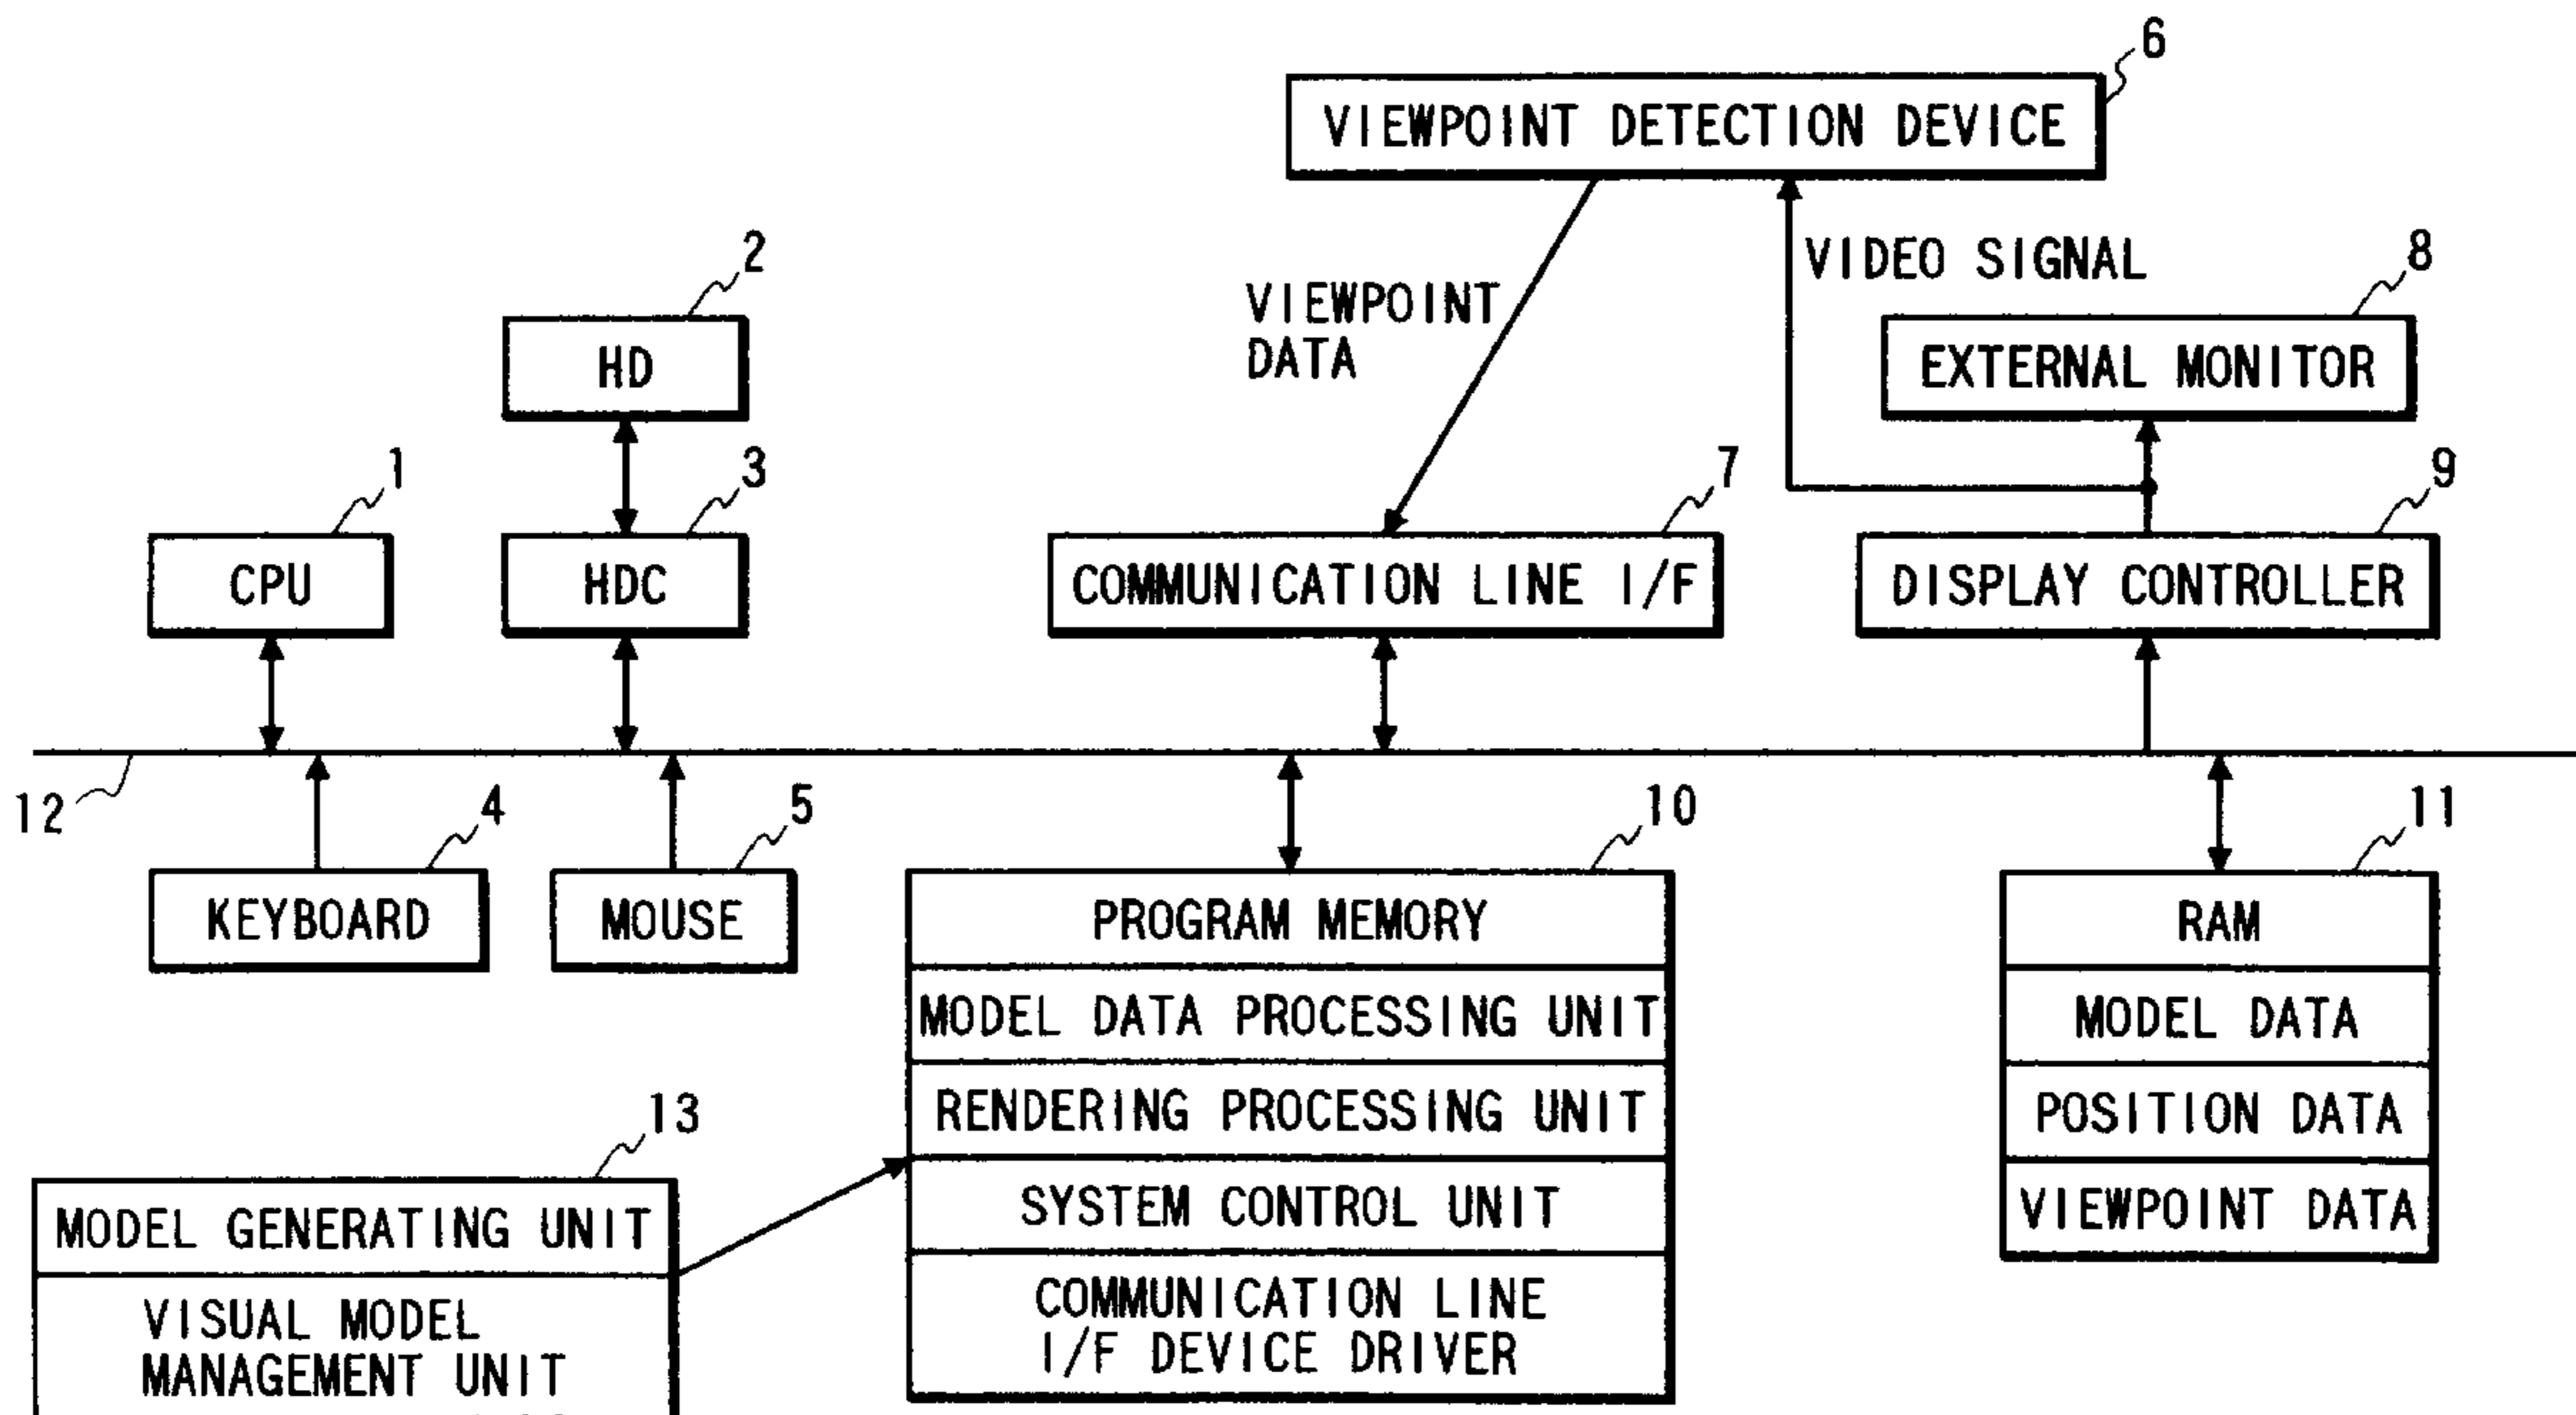 6
VIEWPOINT DETECTION DEVICE
2
VIDEO SIGNAL
8
VIEWPOINT
DATA
HD
EXTERNAL MONITOR
1
3
7
9
CPU
HDC
COMMUNICATION LINE I/F
DISPLAY CONTROLLER
12
4
5
10
11
KEYBOARD
MOUSE
PROGRAM MEMORY
RAM
MODEL DATA PROCESSING UNIT
MODEL DATA
RENDERING PROCESSING UNIT
POSITION DATA
13
SYSTEM CONTROL UNIT
VIEWPOINT DATA
MODEL GENERATING UNIT
COMMUNICATION LINE
I/F DEVICE DRIVER
VISUAL MODEL
MANAGEMENT UNIT